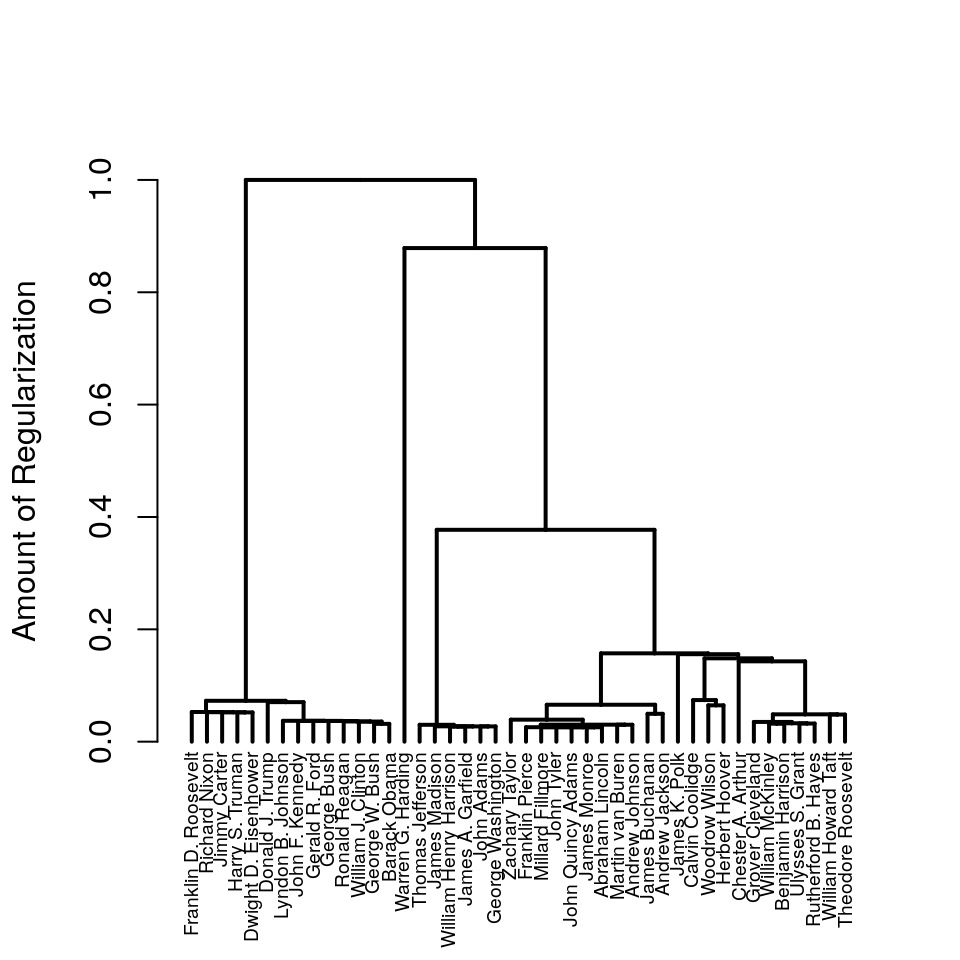 Amount of Regularization
1.0
0.8
0.6
0.4
0.2
0.0
Franklin D. Roosevelt
Richard Nixon
Jimmy Carter
Harry S. Truman
Dwight D. Eisenhower
Donald J. Trump
Lyndon B. Johnson
John F. Kennedy
Gerald R. Ford
George Bush
Ronald Reagan
William J. Clinton
George W. Bush
Barack Obama
Warren G. Harding
Thomas Jefferson
James Madison
William Henry Harrison
James A. Garfield
John Adams
George Washington
Zachary Taylor
Franklin Pierce
Millard Fillmore
John Tyler
John Quincy Adams
James Monroe
Abraham Lincoln
Martin van Buren
Andrew Johnson
James Buchanan
Andrew Jackson
James K. Polk
Calvin Coolidge
Woodrow Wilson
Herbert Hoover
Chester A. Arthur
Grover Cleveland
William McKinley
Benjamin Harrison
Ulysses S. Grant
Rutherford B. Hayes
William Howard Taft
Theodore Roosevelt